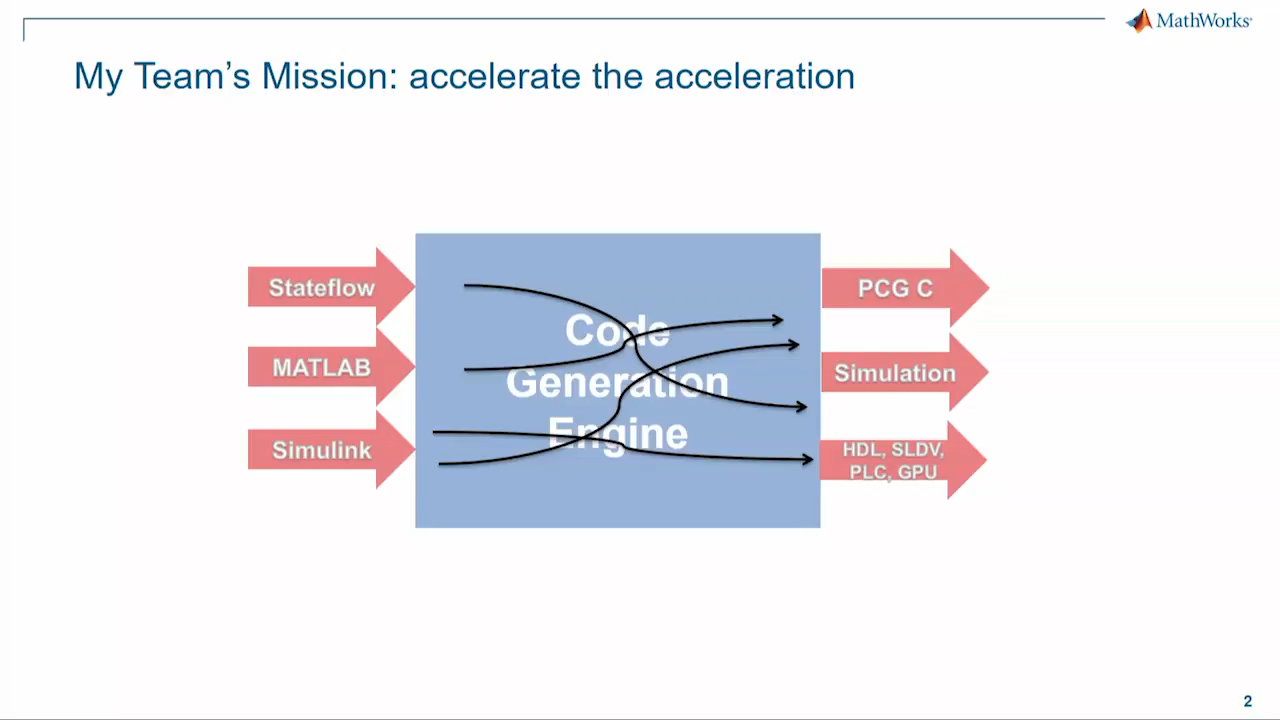 MathWorks
My Team's Mission: accelerate the acceleration
Stateflow
MATLAB
Simulink
Code
Generation
Engine
PCG C
Simulation
HDL, SLDV,
PLC, GPU
2